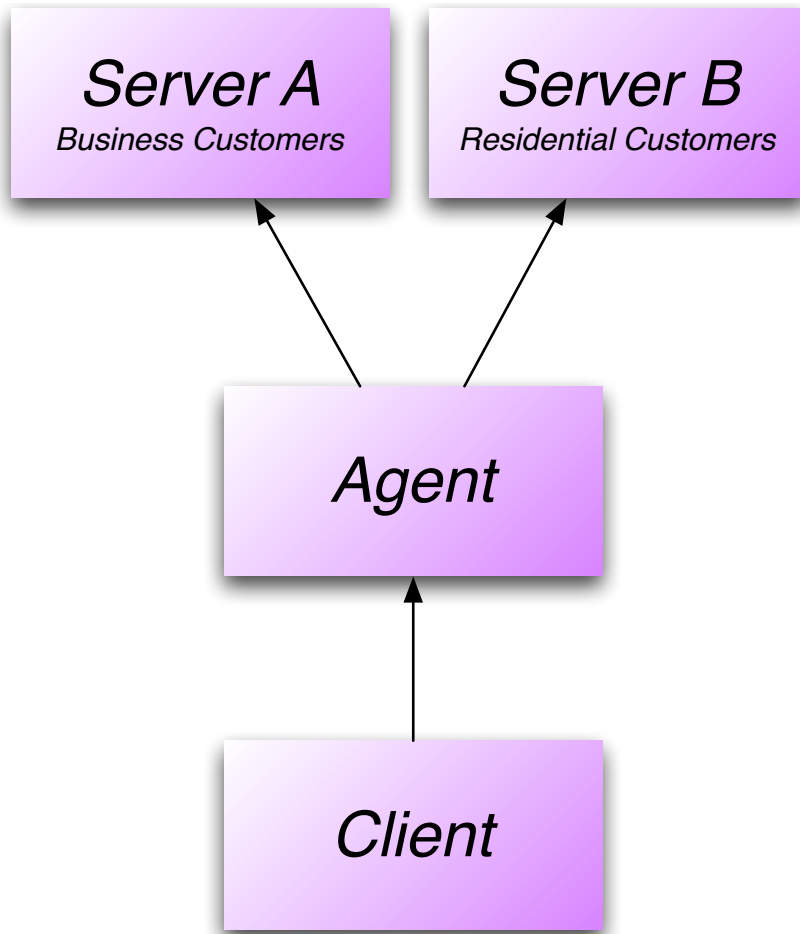 Server A
Business Customers
Server B
Residential Customers
Agent
Client